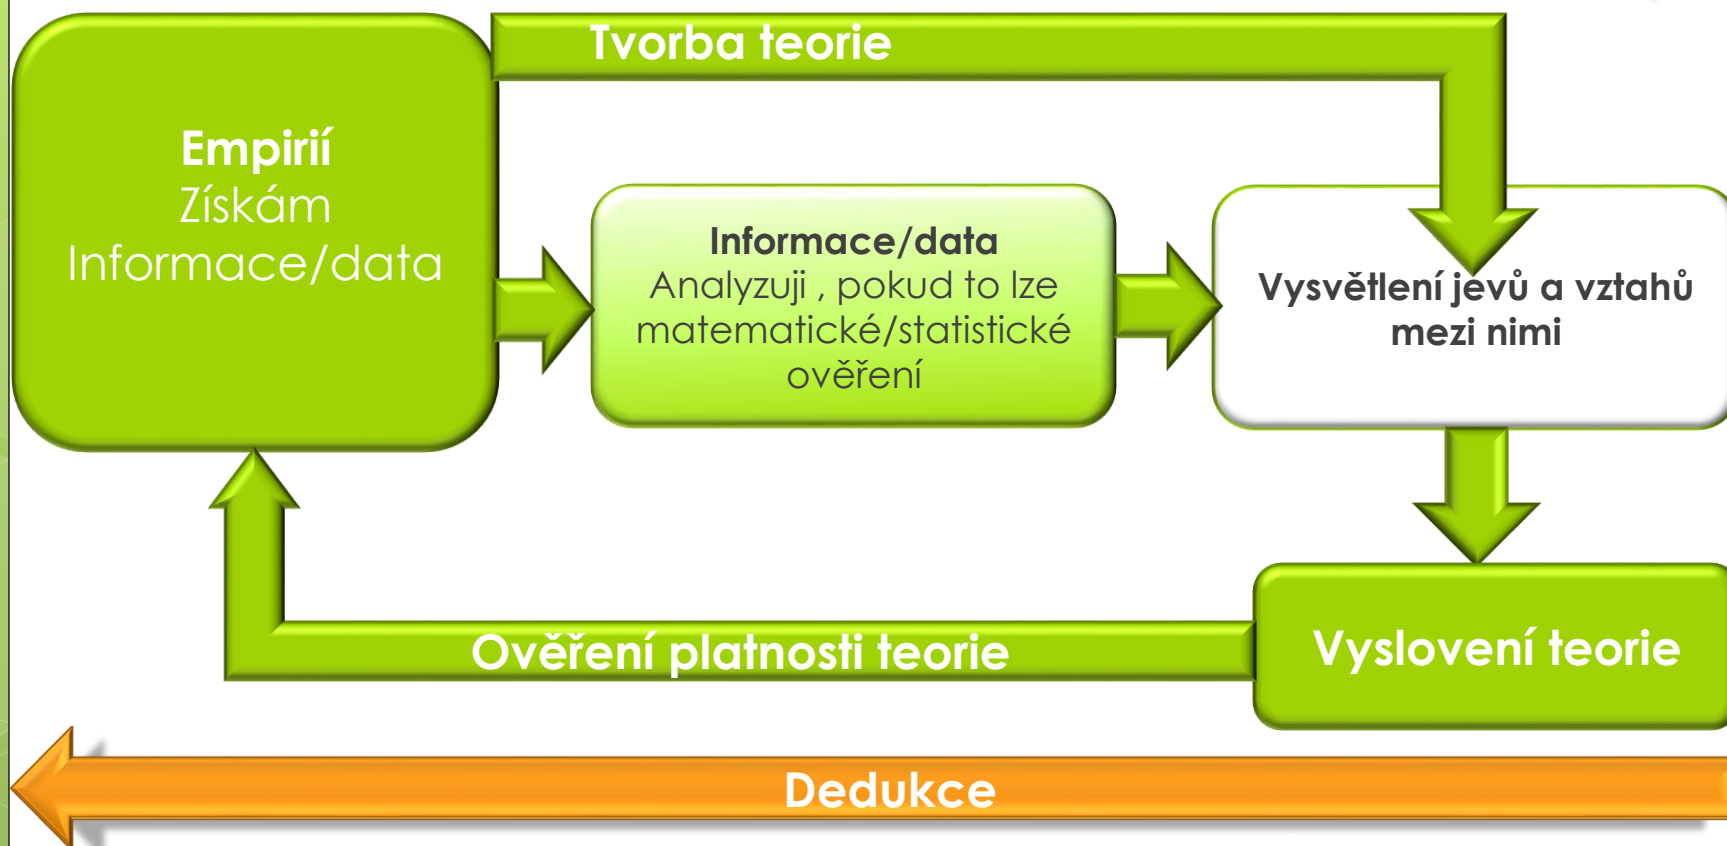 Tvorba teorie
Empirií
Získám
Informace/data
Informace/data
Analyzuji , pokud to lze
matematické/statistické
ověření
Vysvětlení jevů a vztahů
mezi nimi
Ověření platnosti teorie
Vyslovení teorie
Dedukce